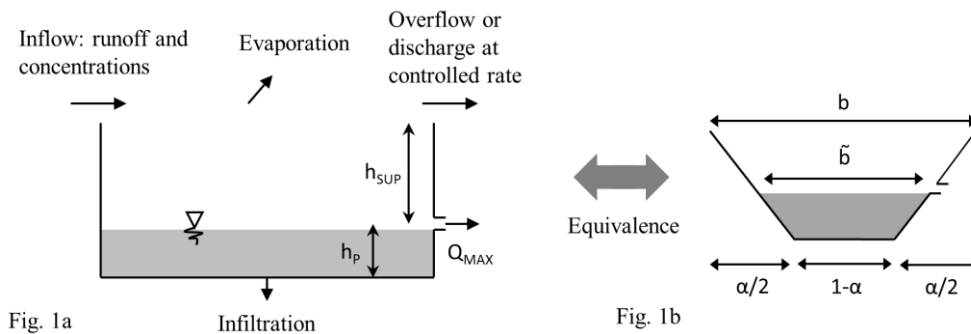 Inflow: runoff and
concentrations
Evaporation
Overflow or
discharge at
controlled rate
h_SUP
h_P
Q_MAX
Infiltration
Fig. 1a
Equivalence
b
b̃
α/2
1-α
α/2
Fig. 1b